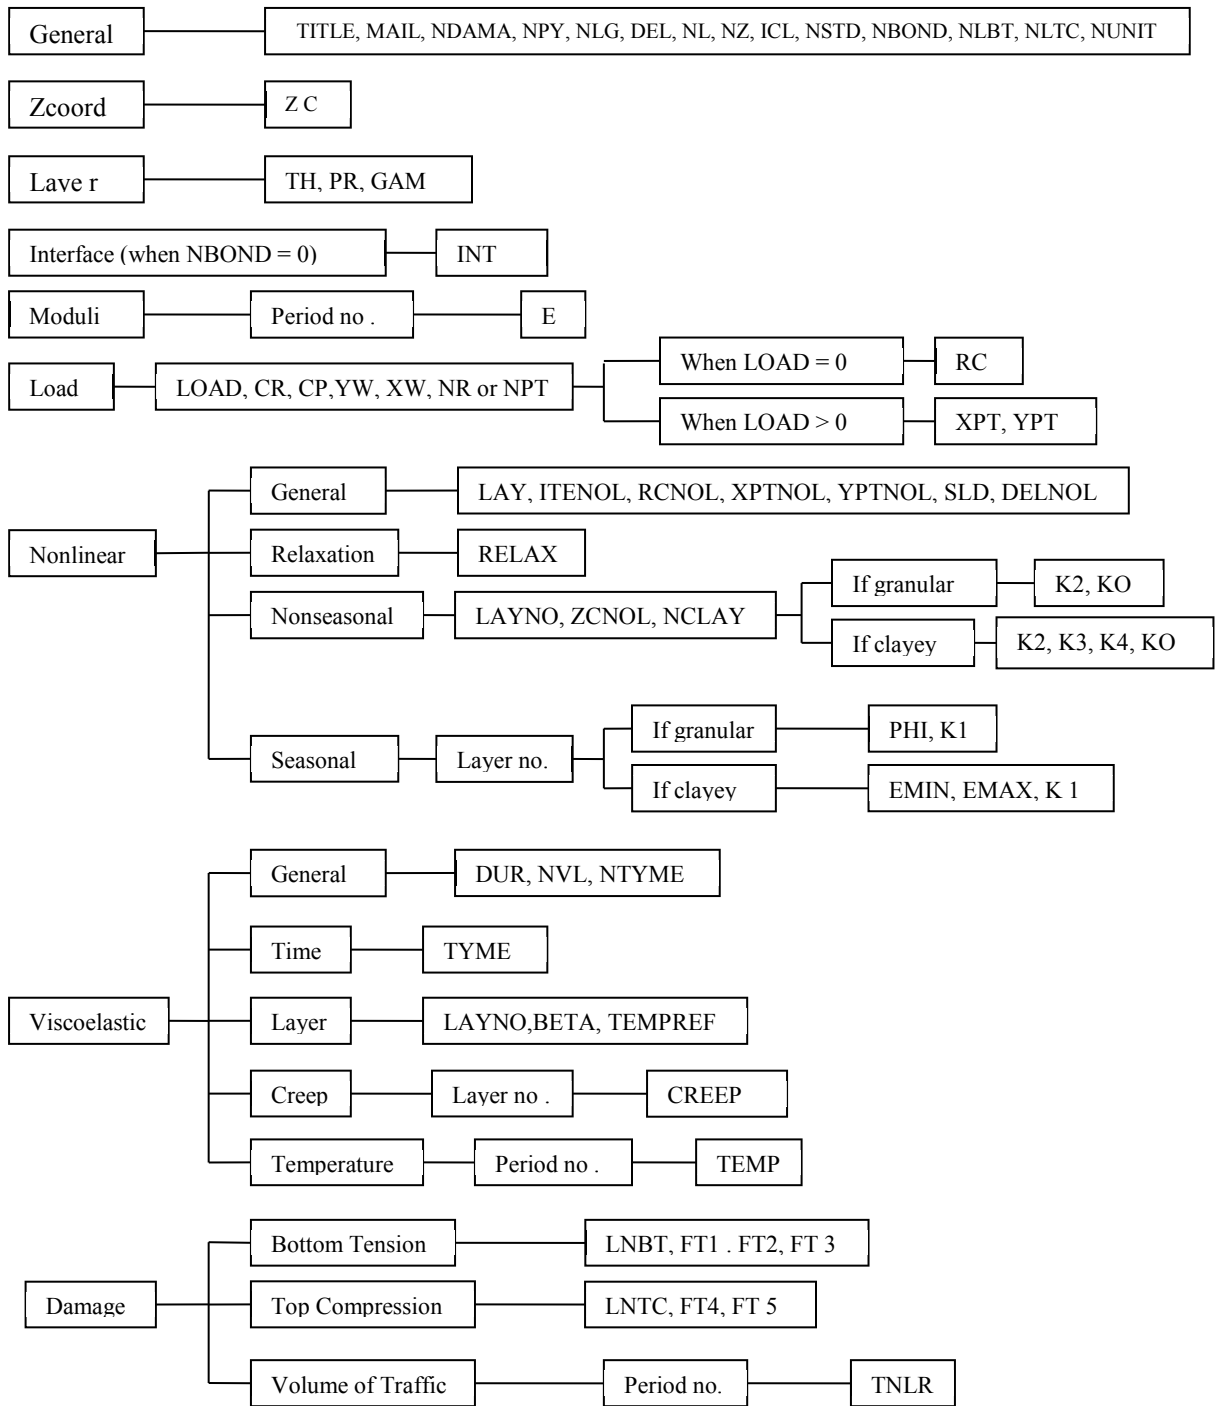 General TITLE, MAIL, NDAMA, NPY, NLG, DEL, NL, NZ, ICL, NSTD, NBOND, NLBT, NLTC, NUNIT
Zcoord Z C
Lave r TH, PR, GAM
Interface (when NBOND = 0) INT
Moduli Period no . E
When LOAD = 0 RC
Load LOAD, CR, CP,YW, XW, NR or NPT
When LOAD > 0 XPT, YPT
General LAY, ITENOL, RCNOL, XPTNOL, YPTNOL, SLD, DELNOL
Nonlinear Relaxation RELAX
If granular K2, KO
Nonseasonal LAYNO, ZCNOL, NCLAY
If clayey K2, K3, K4, KO
If granular PHI, K1
Seasonal Layer no.
If clayey EMIN, EMAX, K 1
General DUR, NVL, NTYME
Time TYME
Viscoelastic Layer LAYNO,BETA, TEMPREF
Creep Layer no . CREEP
Temperature Period no . TEMP
Bottom Tension LNBT, FT1 . FT2, FT 3
Damage Top Compression LNTC, FT4, FT 5
Volume of Traffic Period no. TNLR